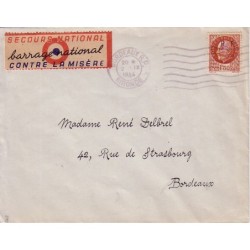 SECOURS NATIONAL
barrage national
CONTRE LA MISÈRE
Madame René Delbrel
42, Rue de Strasbourg
Bordeaux